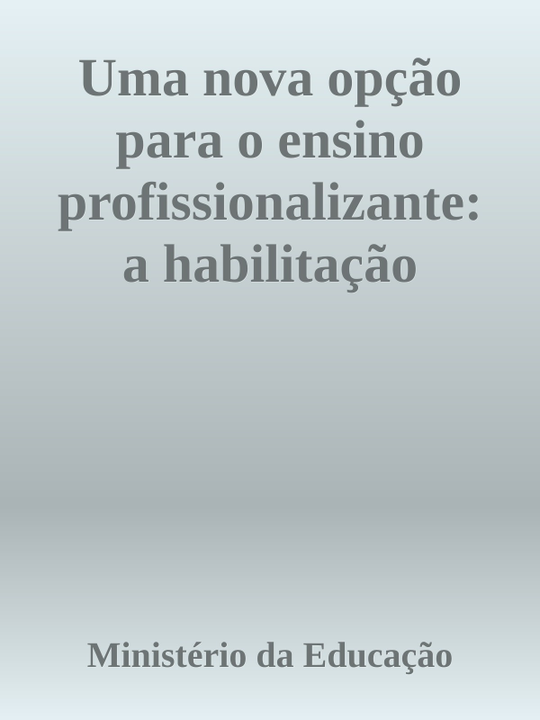 Uma nova opção
para o ensino
profissionalizante:
a habilitação
Ministério da Educação